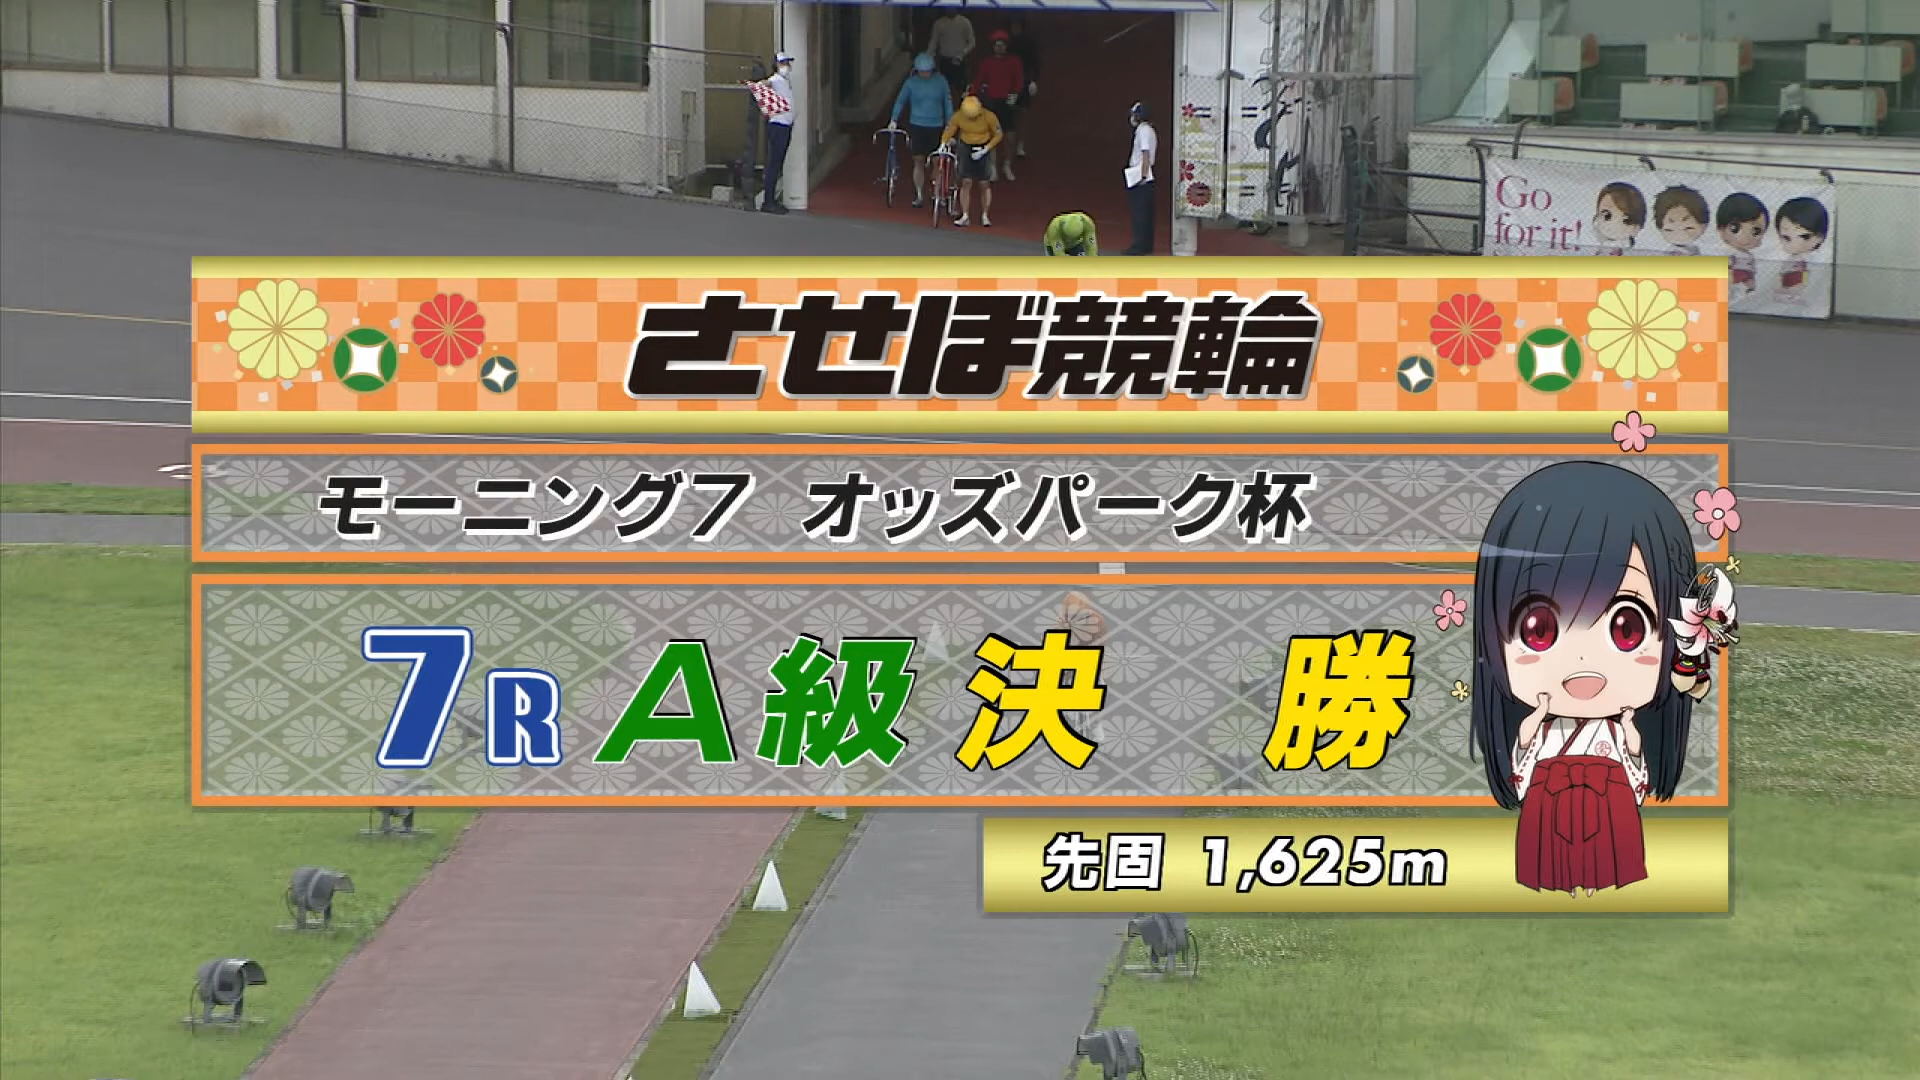 Go
for it!
させぼ競輪
モーニング7 オッズパーク杯
7R A級 決 勝
先固 1,625m